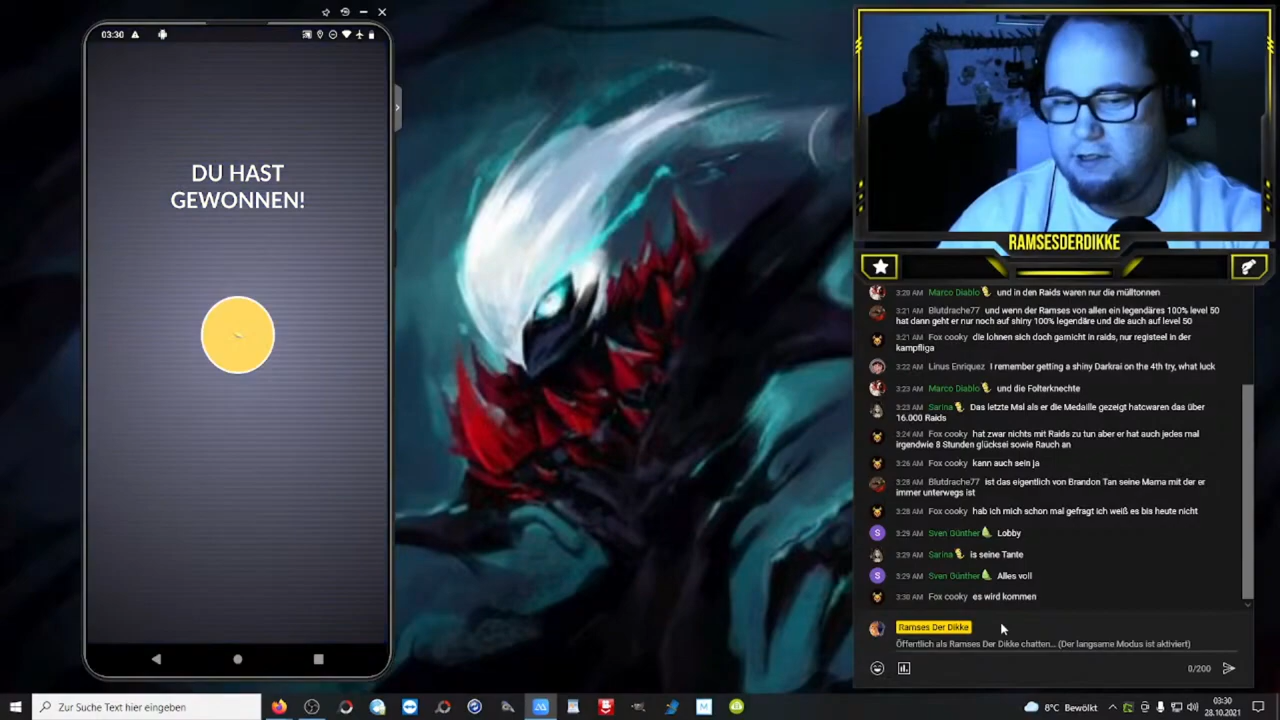 03:30
DU HAST
GEWONNEN!
RAMSESDERDIKKE
3:20 AM Marco Diablo und in den Raids waren nur die mülltonnen
3:21 AM Blutdrache77 und wenn der Ramses von allen ein legendäres 100% level 50
hat dann geht er nur noch auf shiny 100% legendäre und die auch auf level 50
3:21 AM Fox cooky die lohnen sich doch garnicht in raids, nur registeel in der
kampfliga
3:22 AM Linus Enriquez I remember getting a shiny Darkrai on the 4th try, what luck
3:23 AM Marco Diablo und die Folterknechte
3:23 AM Sarina Das letzte Msl als er die Medaille gezeigt hatcwaren das über
16.000 Raids
3:24 AM Fox cooky hat zwar nichts mit Raids zu tun aber er hat auch jedes mal
irgendwie 8 Stunden glücksei sowie Rauch an
3:26 AM Fox cooky kann auch sein ja
3:28 AM Blutdrache77 ist das eigentlich von Brandon Tan seine Mama mit der er
immer unterwegs ist
3:28 AM Fox cooky hab ich mich schon mal gefragt ich weiß es bis heute nicht
S 3:29 AM Sven Günther Lobby
3:29 AM Sarina is seine Tante
S 3:29 AM Sven Günther Alles voll
3:30 AM Fox cooky es wird kommen
Ramses Der Dikke
Öffentlich als Ramses Der Dikke chatten... (Der langsame Modus ist aktiviert)
0/200
Zur Suche Text hier eingeben
M
8°C Bewölkt
03:30
28.10.2021